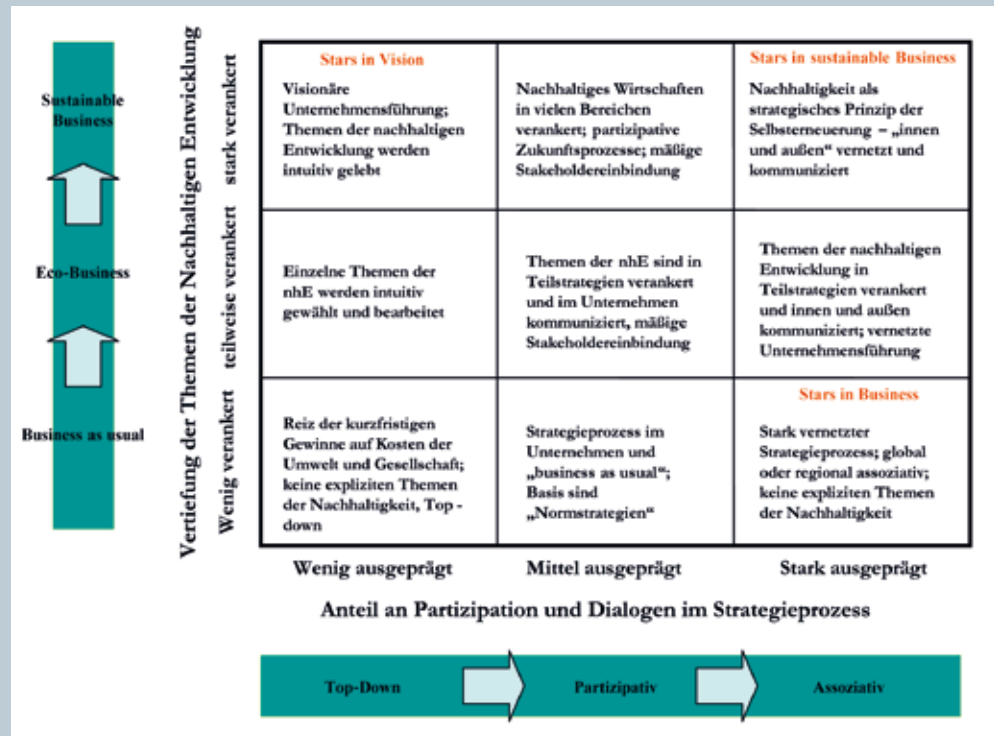 Sustainable
Business
Eco-Business
Business as usual
Vertiefung der Themen der Nachhaltigen Entwicklung
stark verankert
teilweise verankert
Wenig verankert
Stars in Vision
Visionäre
Unternehmensführung;
Themen der nachhaltigen
Entwicklung werden
intuitiv gelebt
Nachhaltiges Wirtschaften
in vielen Bereichen
verankert; partizipative
Zukunftsprozesse; mäßige
Stakeholdereinbindung
Stars in sustainable Business
Nachhaltigkeit als
strategisches Prinzip der
Selbsterneuerung – „innen
und außen" vernetzt und
kommuniziert
Einzelne Themen der
nhE werden intuitiv
gewählt und bearbeitet
Themen der nhE sind in
Teilstrategien verankert
und im Unternehmen
kommuniziert, mäßige
Stakeholdereinbindung
Themen der nachhaltigen
Entwicklung in
Teilstrategien verankert
und innen und außen
kommuniziert; vernetzte
Unternehmensführung
Reiz der kurzfristigen
Gewinne auf Kosten der
Umwelt und Gesellschaft;
keine expliziten Themen
der Nachhaltigkeit, Top -
down
Strategieprozess im
Unternehmen und
„business as usual";
Basis sind
„Normstrategien"
Stars in Business
Stark vernetzter
Strategieprozess; global
oder regional assoziativ;
keine expliziten Themen
der Nachhaltigkeit
Wenig ausgeprägt
Mittel ausgeprägt
Stark ausgeprägt
Anteil an Partizipation und Dialogen im Strategieprozess
Top-Down
Partizipativ
Assoziativ